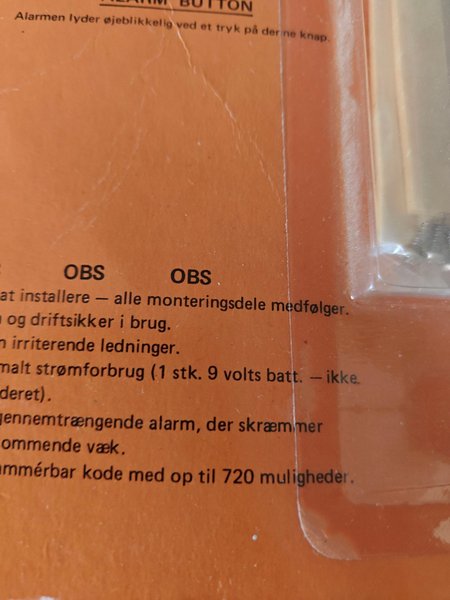 ALARM BUTTON
Alarmen lyder øjeblikkelig ved et tryk på denne knap.
OBS OBS
at installere — alle monteringsdele medfølger.
og driftsikker i brug.
irriterende ledninger.
malt strømforbrug (1 stk. 9 volts batt. — ikke
deret).
gennemtrængende alarm, der skræmmer
ommende væk.
ammérbar kode med op til 720 muligheder.